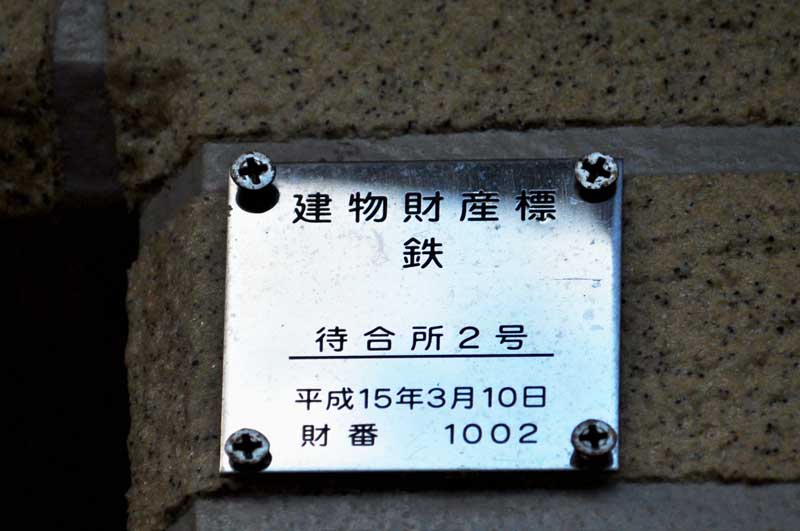 建物財産標
鉄
待合所2号
平成15年3月10日
財番 1002